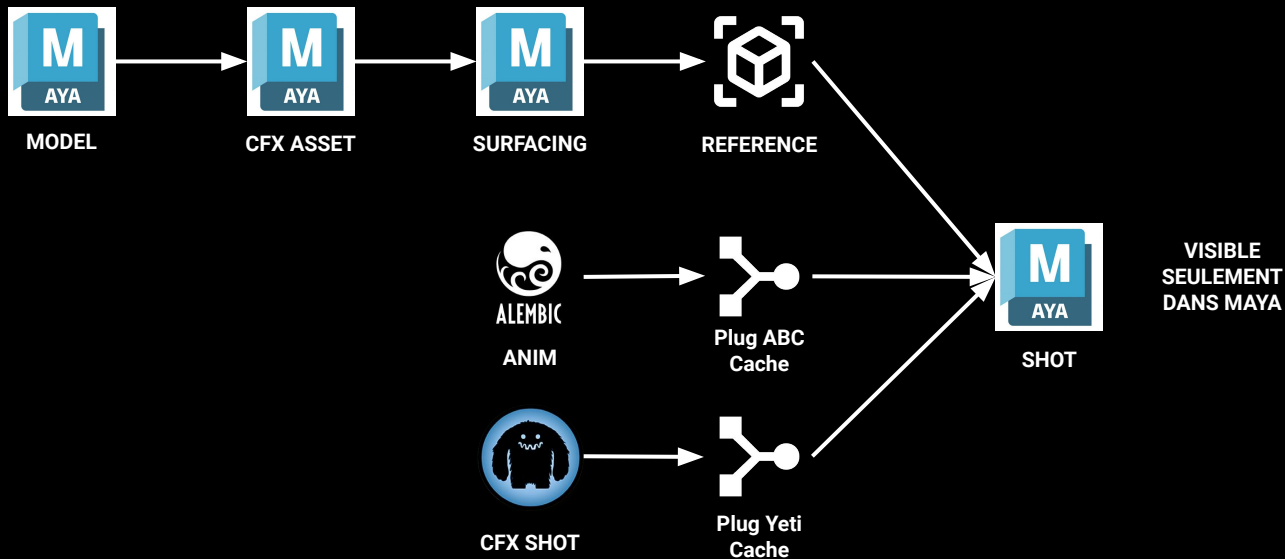 M
AYA
MODEL
M
AYA
CFX ASSET
M
AYA
SURFACING
REFERENCE
ALEMBIC
ANIM
Plug ABC
Cache
M
AYA
SHOT
VISIBLE
SEULEMENT
DANS MAYA
CFX SHOT
Plug Yeti
Cache